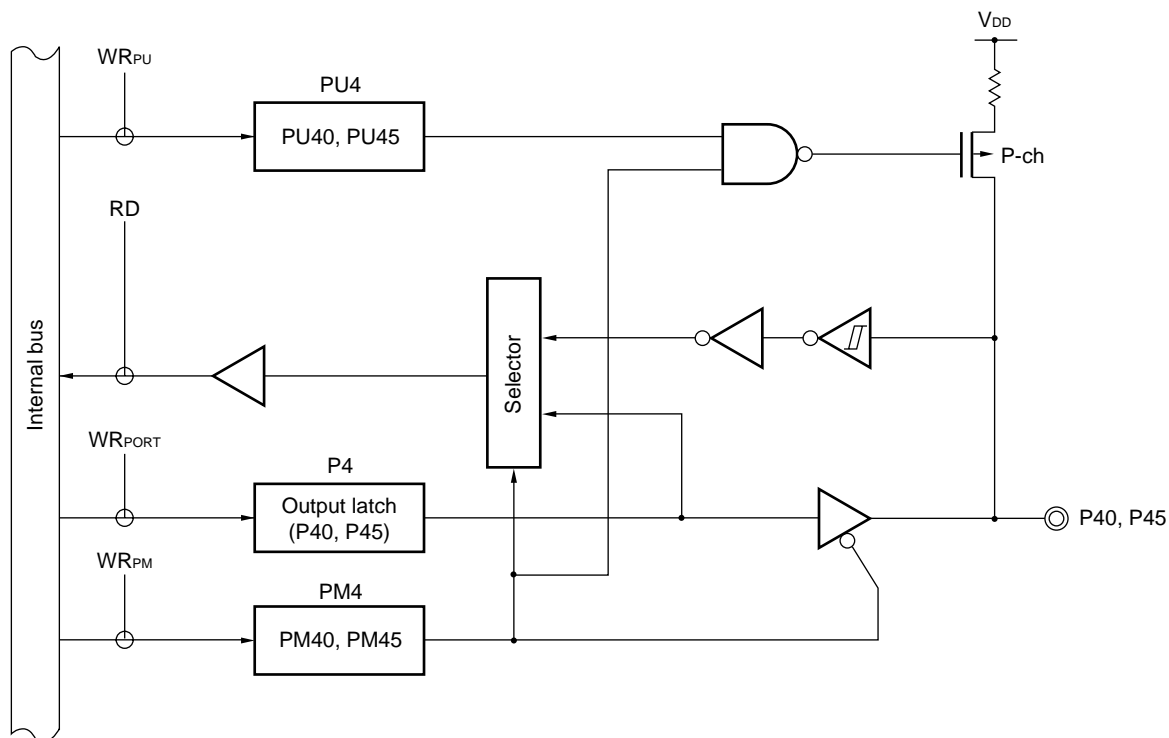 VDD
WRPU
PU4
PU40, PU45
P-ch
RD
Internal bus
Selector
WRPORT
P4
Output latch
(P40, P45)
P40, P45
WRPM
PM4
PM40, PM45